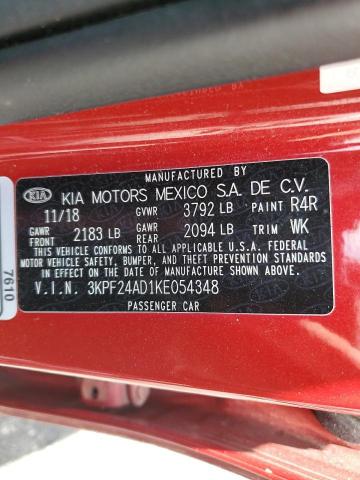 MANUFACTURED BY
KIA KIA MOTORS MEXICO S.A. DE C.V.
11/18 GVWR 3792 LB PAINT R4R
GAWR FRONT 2183 LB GAWR REAR 2094 LB TRIM WK
THIS VEHICLE CONFORMS TO ALL APPLICABLE U.S.A. FEDERAL
MOTOR VEHICLE SAFETY, BUMPER, AND THEFT PREVENTION STANDARDS
IN EFFECT ON THE DATE OF MANUFACTURE SHOWN ABOVE.
V.I.N. 3KPF24AD1KE054348
PASSENGER CAR
7610